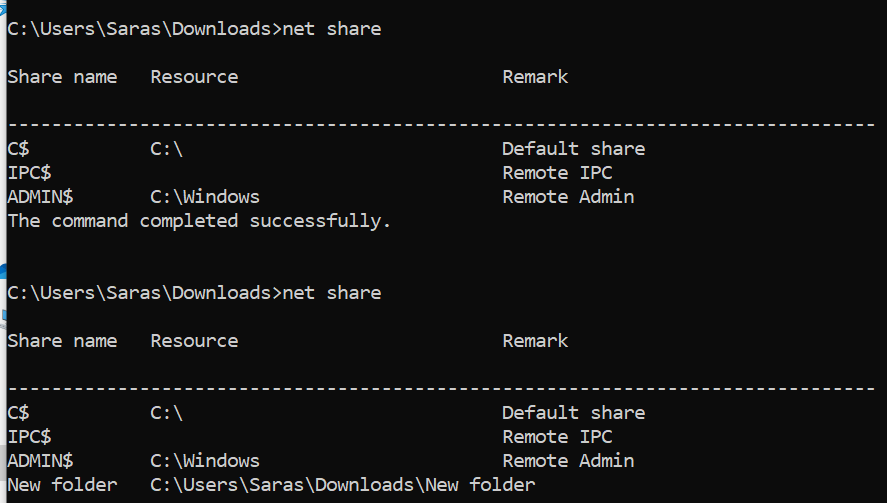 C:\Users\Saras\Downloads>net share
Share name   Resource                        Remark
-------------------------------------------------------------------------------
C$           C:\                             Default share
IPC$                                         Remote IPC
ADMIN$       C:\Windows                      Remote Admin
The command completed successfully.
C:\Users\Saras\Downloads>net share
Share name   Resource                        Remark
-------------------------------------------------------------------------------
C$           C:\                             Default share
IPC$                                         Remote IPC
ADMIN$       C:\Windows                      Remote Admin
New folder   C:\Users\Saras\Downloads\New folder